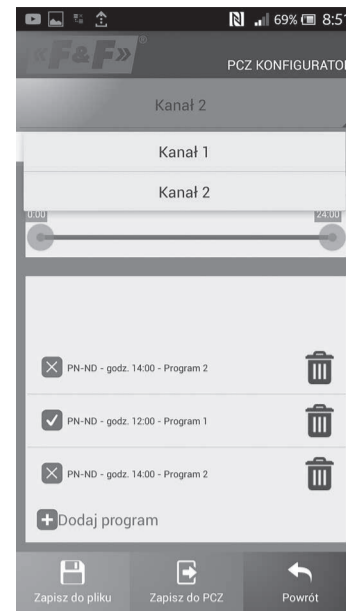 69% 8:51
«F&F»®
PCZ KONFIGURATOR
Kanał 2
Kanał 1
Kanał 2
0:00 24:00
PN-ND - godz. 14:00 - Program 2
PN-ND - godz. 12:00 - Program 1
PN-ND - godz. 14:00 - Program 2
Dodaj program
Zapisz do pliku Zapisz do PCZ Powrót